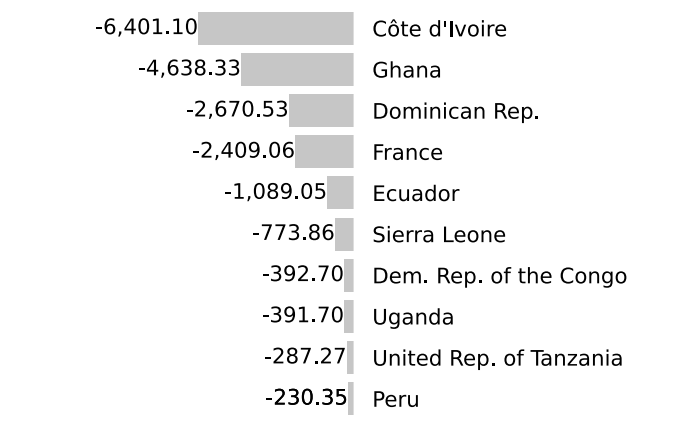 -6,401.10 Côte d'Ivoire
-4,638.33 Ghana
-2,670.53 Dominican Rep.
-2,409.06 France
-1,089.05 Ecuador
-773.86 Sierra Leone
-392.70 Dem. Rep. of the Congo
-391.70 Uganda
-287.27 United Rep. of Tanzania
-230.35 Peru